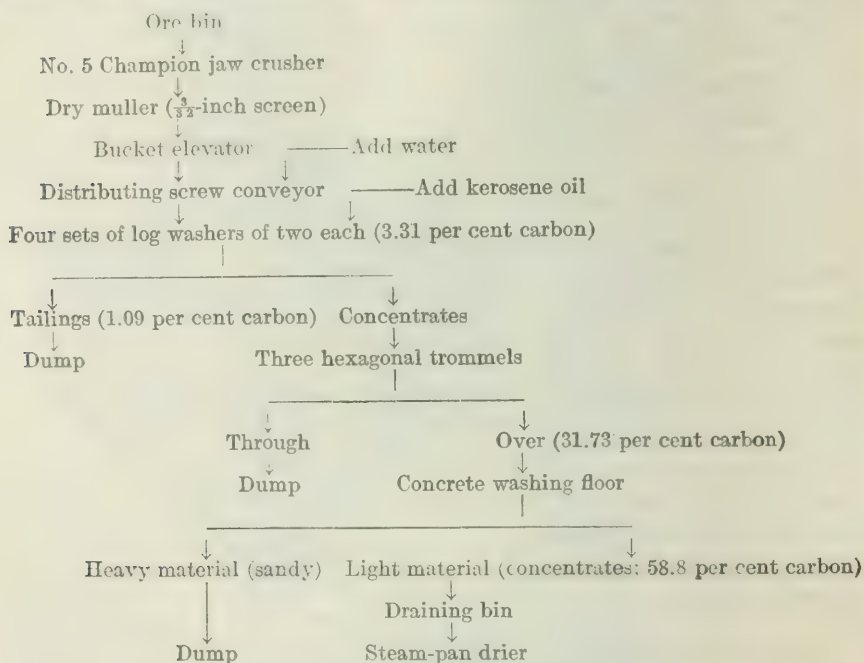 Ore bin
No. 5 Champion jaw crusher
Dry muller (3/32-inch screen)
Bucket elevator Add water
Distributing screw conveyor Add kerosene oil
Four sets of log washers of two each (3.31 per cent carbon)
Tailings (1.09 per cent carbon) Concentrates
Dump Three hexagonal trommels
Through Over (31.73 per cent carbon)
Dump Concrete washing floor
Heavy material (sandy) Light material (concentrates: 58.8 per cent carbon)
Draining bin
Dump Steam-pan drier